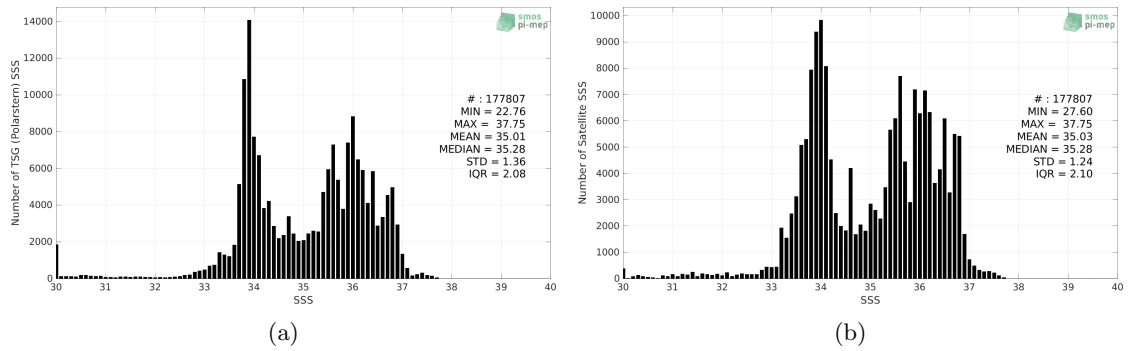 smos
pi-mep
Number of TSG (Polarstern) SSS
14000
12000
10000
8000
6000
4000
2000
0
# : 177807
MIN = 22.76
MAX = 37.75
MEAN = 35.01
MEDIAN = 35.28
STD = 1.36
IQR = 2.08
30 31 32 33 34 35 36 37 38 39 40
SSS
(a)
smos
pi-mep
Number of Satellite SSS
10000
9000
8000
7000
6000
5000
4000
3000
2000
1000
0
# : 177807
MIN = 27.60
MAX = 37.75
MEAN = 35.03
MEDIAN = 35.28
STD = 1.24
IQR = 2.10
30 31 32 33 34 35 36 37 38 39 40
SSS
(b)